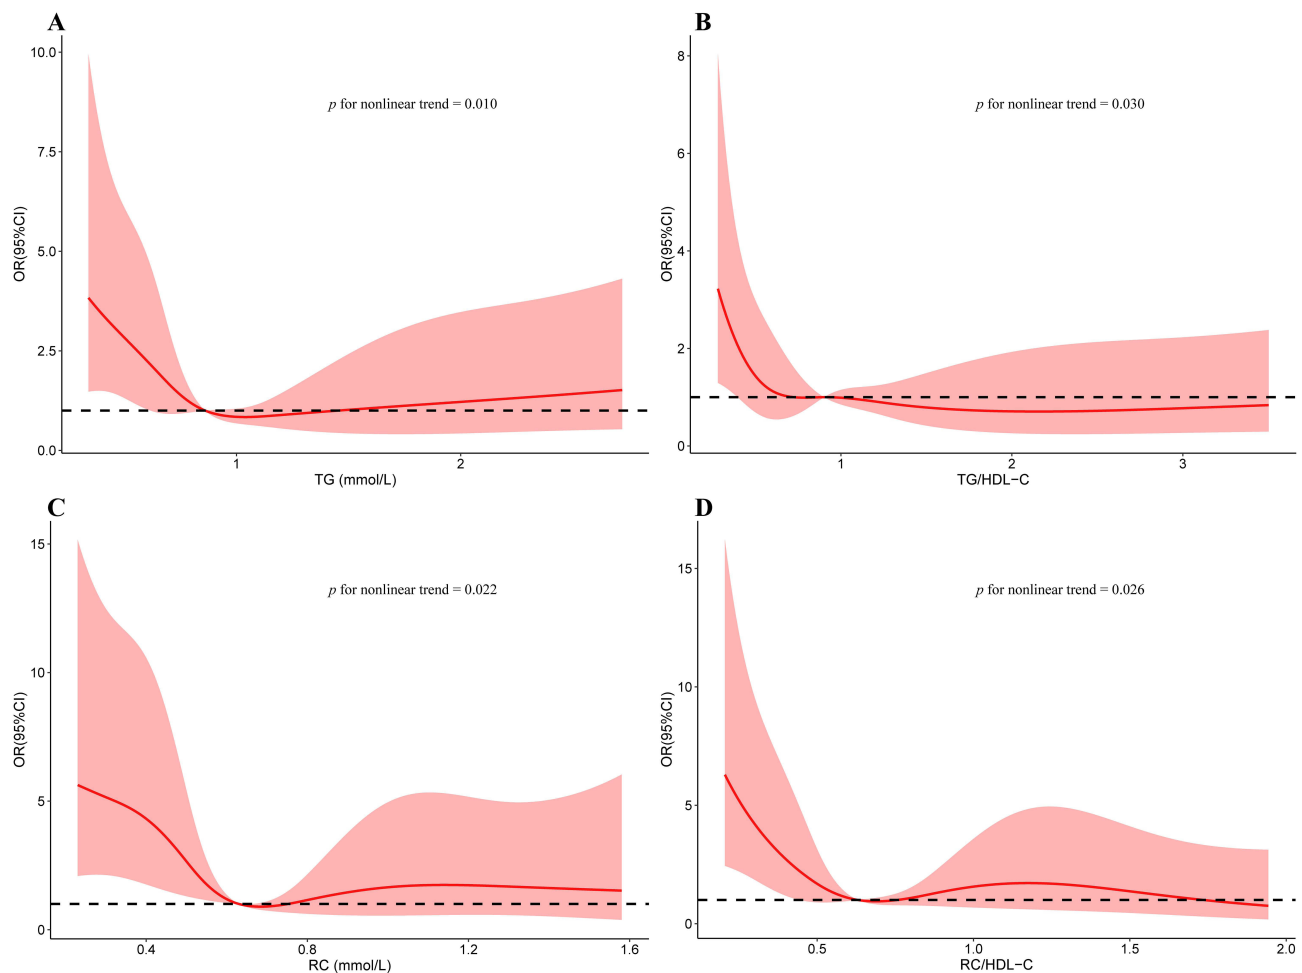 A
OR(95%CI)
10.0
7.5
5.0
2.5
0.0
p for nonlinear trend = 0.010
1
2
TG (mmol/L)
B
OR(95%CI)
8
6
4
2
0
p for nonlinear trend = 0.030
1
2
3
TG/HDL−C
C
OR(95%CI)
15
10
5
0
p for nonlinear trend = 0.022
0.4
0.8
1.2
1.6
RC (mmol/L)
D
OR(95%CI)
15
10
5
0
p for nonlinear trend = 0.026
0.5
1.0
1.5
2.0
RC/HDL−C